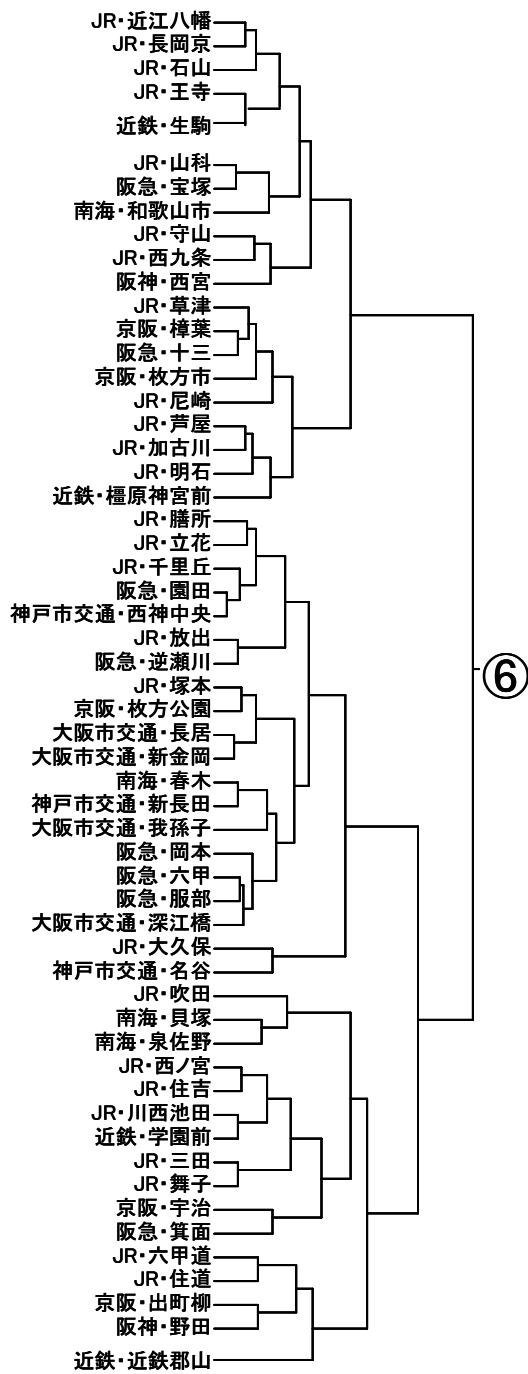 JR・近江八幡
JR・長岡京
JR・石山
JR・王寺
近鉄・生駒
JR・山科
阪急・宝塚
南海・和歌山市
JR・守山
JR・西九条
阪神・西宮
JR・草津
京阪・樟葉
阪急・十三
京阪・枚方市
JR・尼崎
JR・芦屋
JR・加古川
JR・明石
近鉄・橿原神宮前
JR・膳所
JR・立花
JR・千里丘
阪急・園田
神戸市交通・西神中央
JR・放出
阪急・逆瀬川
JR・塚本
京阪・枚方公園
大阪市交通・長居
大阪市交通・新金岡
南海・春木
神戸市交通・新長田
大阪市交通・我孫子
阪急・岡本
阪急・六甲
阪急・服部
大阪市交通・深江橋
JR・大久保
神戸市交通・名谷
JR・吹田
南海・貝塚
南海・泉佐野
JR・西ノ宮
JR・住吉
JR・川西池田
近鉄・学園前
JR・三田
JR・舞子
京阪・宇治
阪急・箕面
JR・六甲道
JR・住道
京阪・出町柳
阪神・野田
近鉄・近鉄郡山
⑥